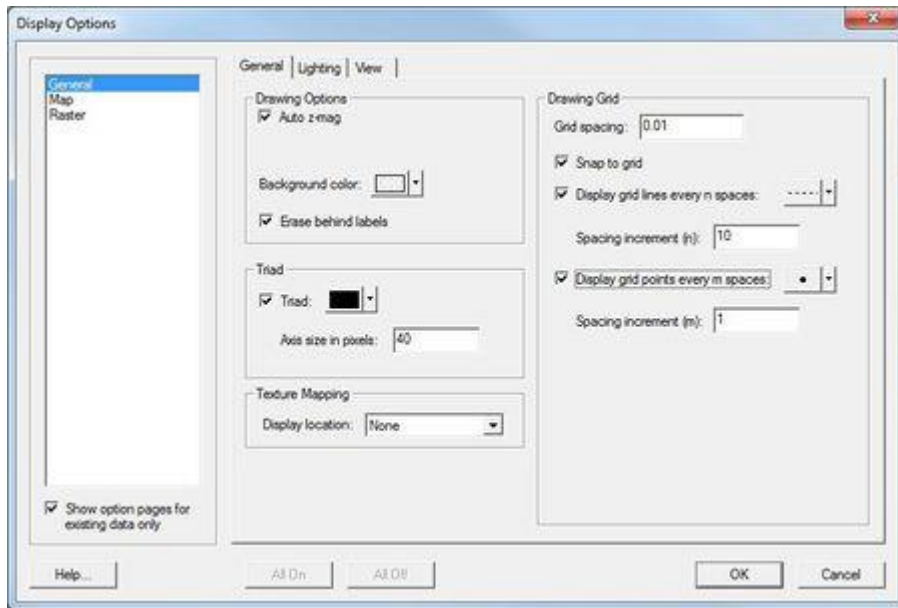 Display Options
General
Map
Raster
Show option pages for
existing data only
General
Lighting
View
Drawing Options
Auto z-mag
Background color:
Erase behind labels
Triad
Triad:
Axis size in pixels:
40
Texture Mapping
Display location:
None
Drawing Grid
Grid spacing:
0.01
Snap to grid
Display grid lines every n spaces:
Spacing increment (n):
10
Display grid points every m spaces:
Spacing increment (m):
1
Help...
All On
All Off
OK
Cancel